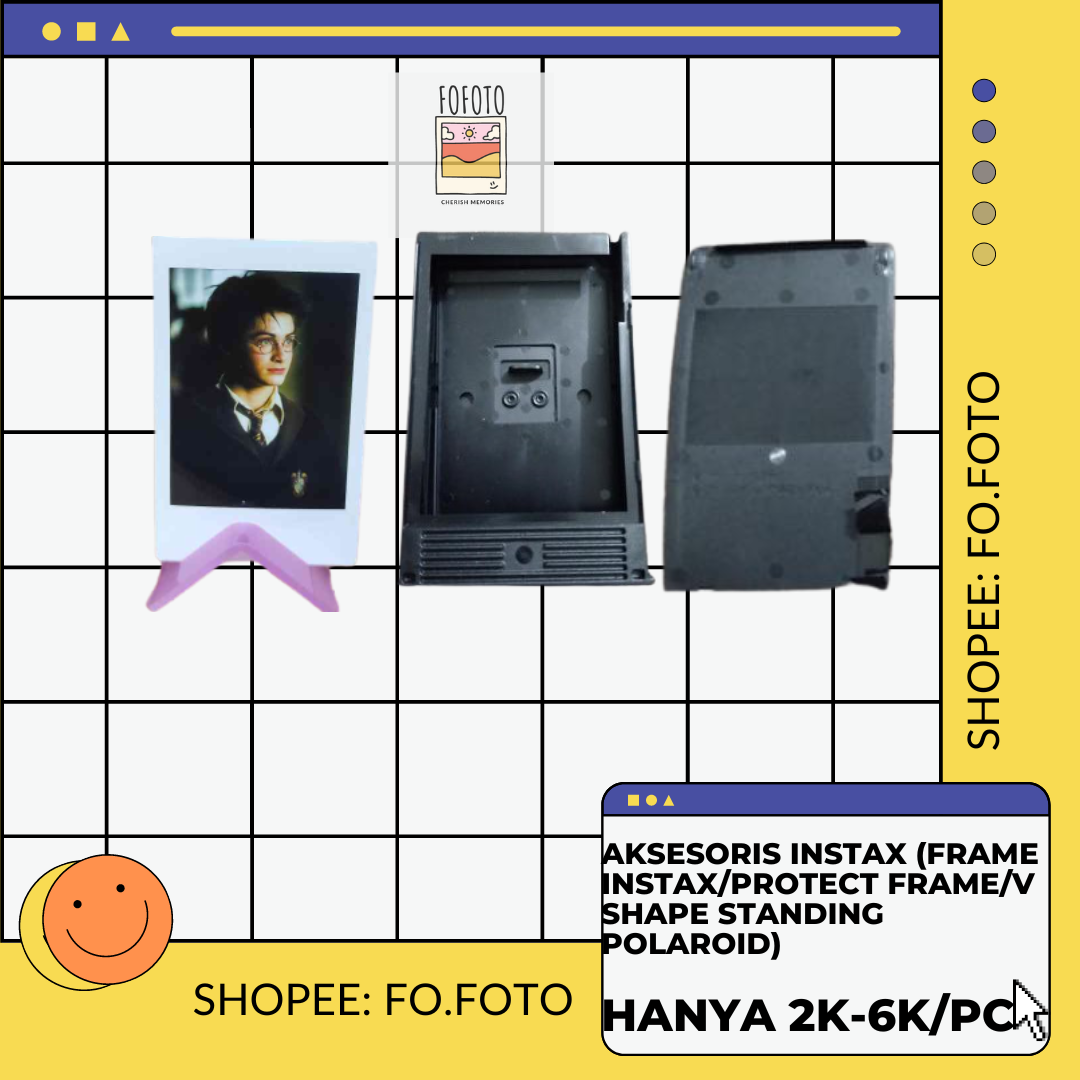 FOFOTO
CHERISH MEMORIES
SHOPEE: FO.FOTO
AKSESORIS INSTAX (FRAME
INSTAX/PROTECT FRAME/V
SHAPE STANDING
POLAROID)
HANYA 2K-6K/PC
SHOPEE: FO.FOTO